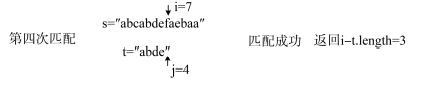 i=7
第四次匹配 s="abcabdefaebaa" 匹配成功 返回i-t.length=3
t="abde"
j=4